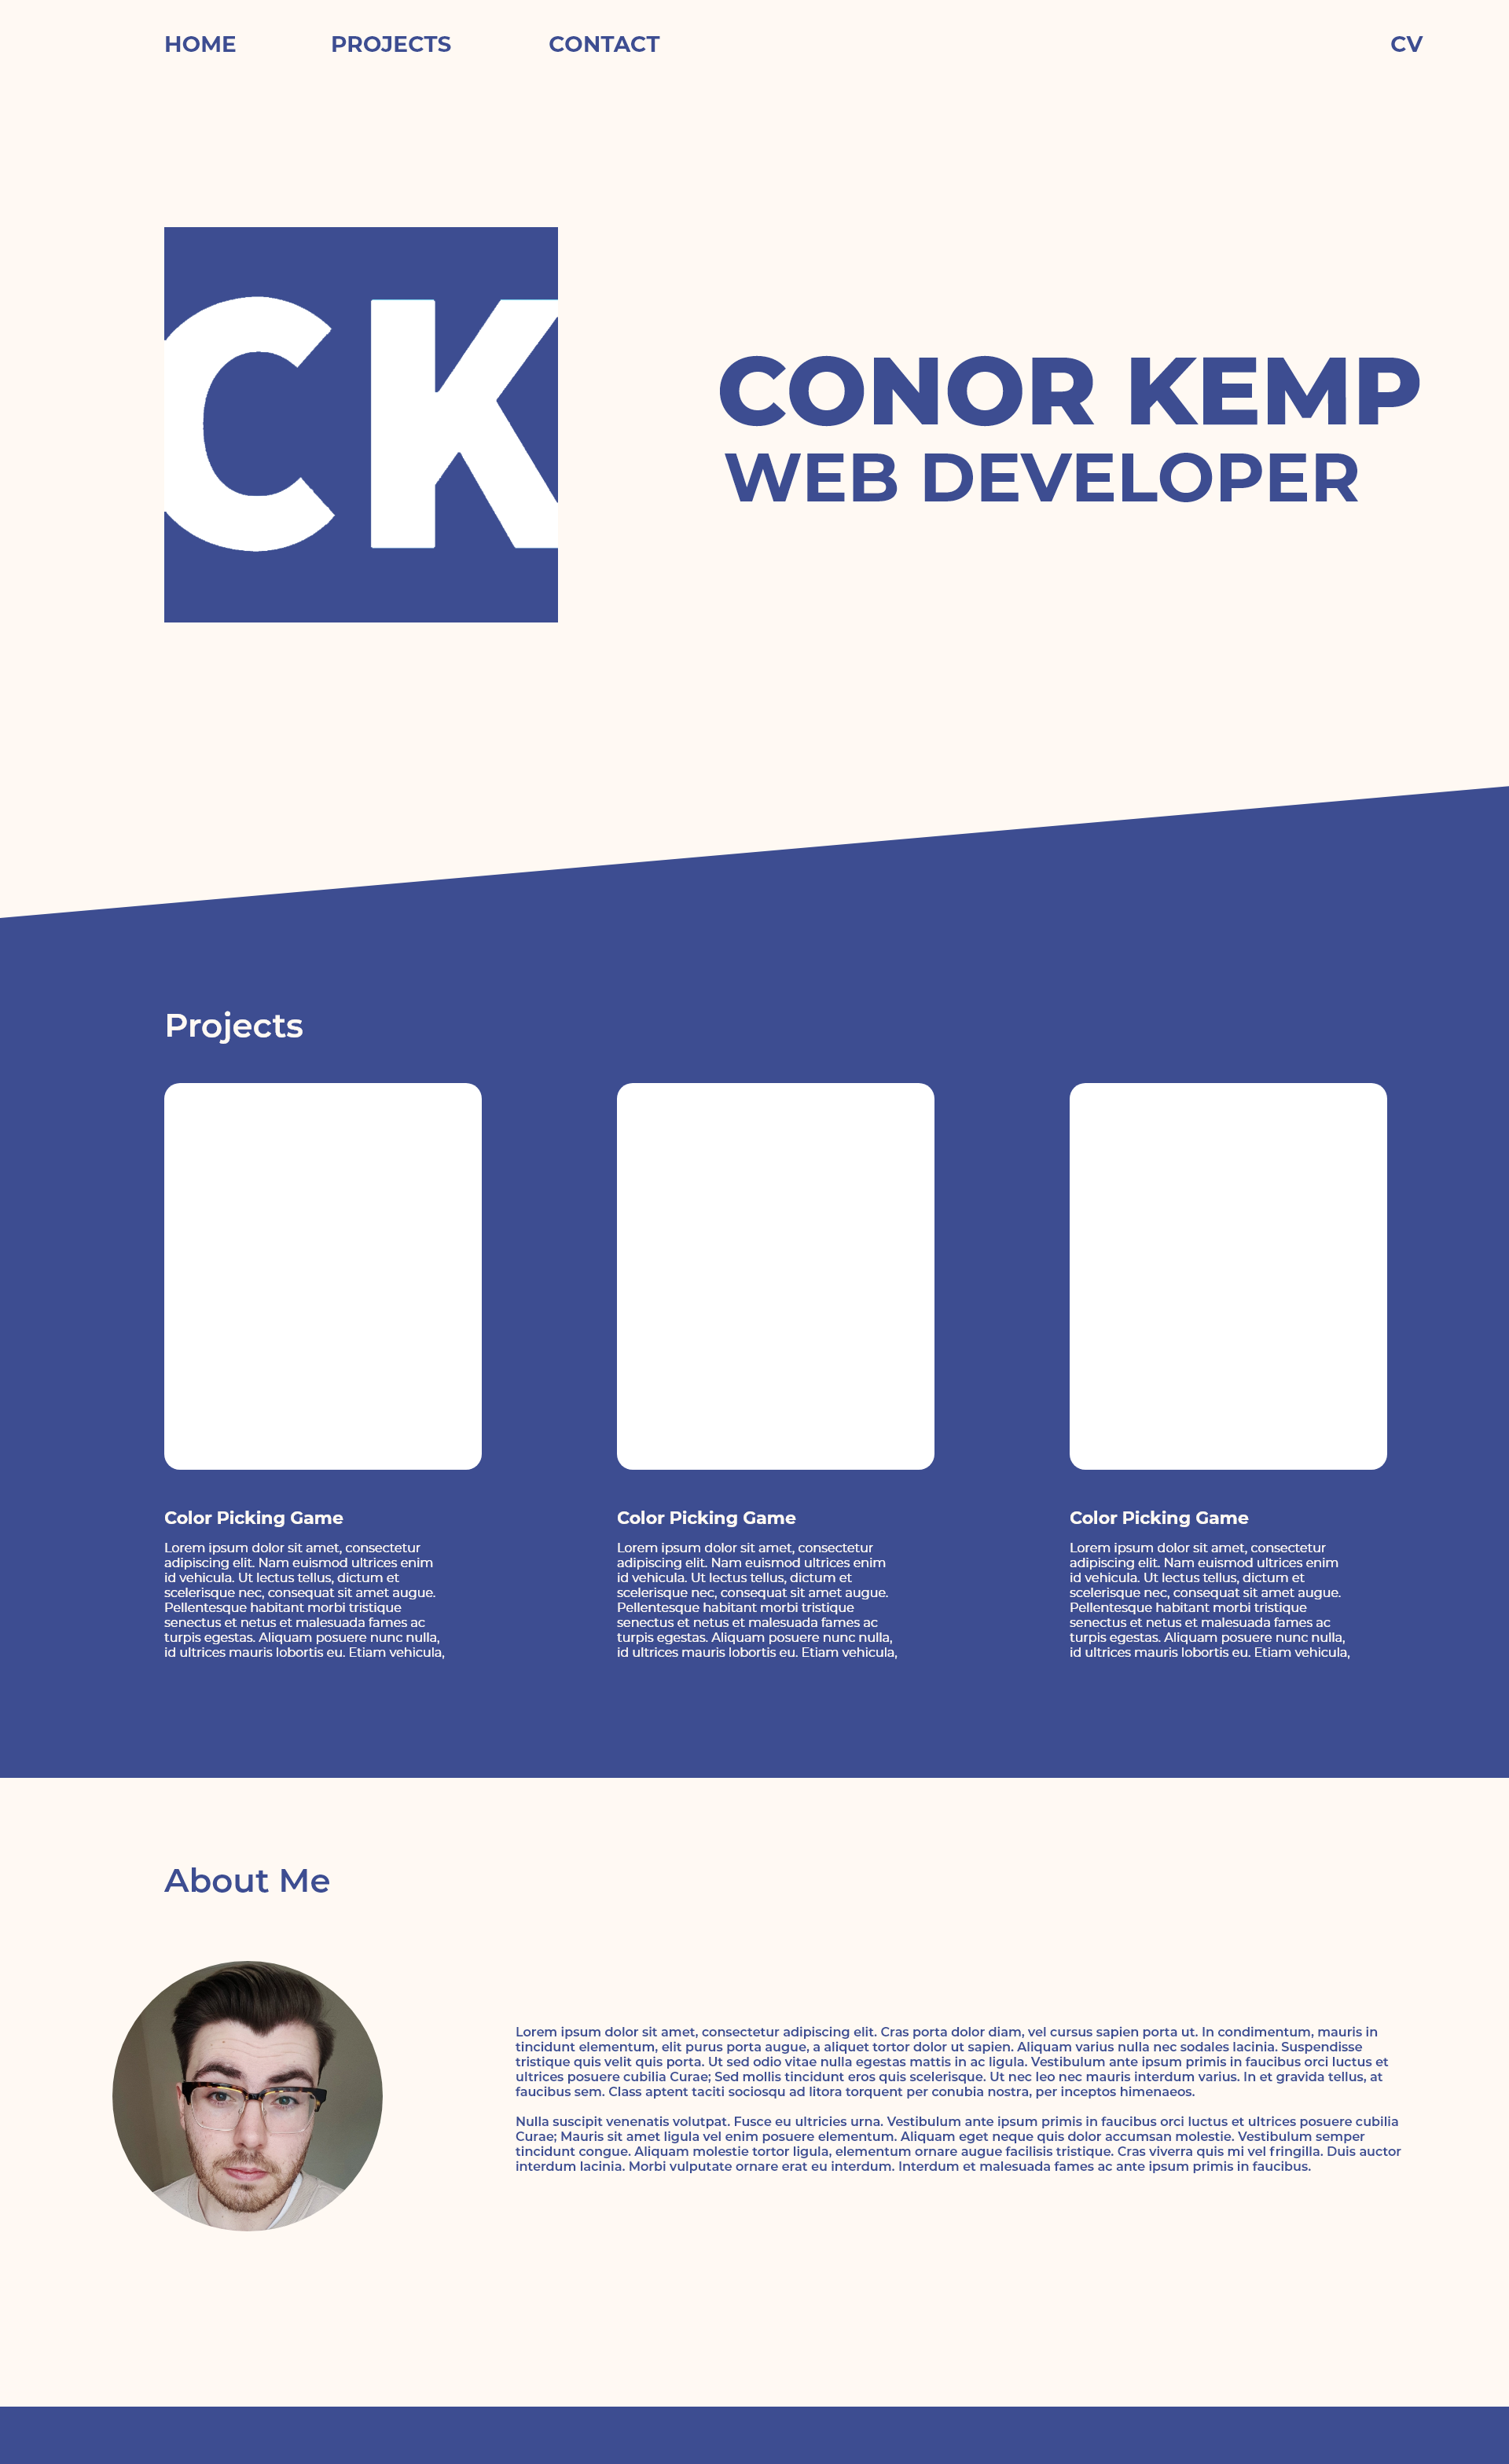 HOME PROJECTS CONTACT CV
CK
CONOR KEMP
WEB DEVELOPER
Projects
Color Picking Game
Lorem ipsum dolor sit amet, consectetur
adipiscing elit. Nam euismod ultrices enim
id vehicula. Ut lectus tellus, dictum et
scelerisque nec, consequat sit amet augue.
Pellentesque habitant morbi tristique
senectus et netus et malesuada fames ac
turpis egestas. Aliquam posuere nunc nulla,
id ultrices mauris lobortis eu. Etiam vehicula,
Color Picking Game
Lorem ipsum dolor sit amet, consectetur
adipiscing elit. Nam euismod ultrices enim
id vehicula. Ut lectus tellus, dictum et
scelerisque nec, consequat sit amet augue.
Pellentesque habitant morbi tristique
senectus et netus et malesuada fames ac
turpis egestas. Aliquam posuere nunc nulla,
id ultrices mauris lobortis eu. Etiam vehicula,
Color Picking Game
Lorem ipsum dolor sit amet, consectetur
adipiscing elit. Nam euismod ultrices enim
id vehicula. Ut lectus tellus, dictum et
scelerisque nec, consequat sit amet augue.
Pellentesque habitant morbi tristique
senectus et netus et malesuada fames ac
turpis egestas. Aliquam posuere nunc nulla,
id ultrices mauris lobortis eu. Etiam vehicula,
About Me
Lorem ipsum dolor sit amet, consectetur adipiscing elit. Cras porta dolor diam, vel cursus sapien porta ut. In condimentum, mauris in
tincidunt elementum, elit purus porta augue, a aliquet tortor dolor ut sapien. Aliquam varius nulla nec sodales lacinia. Suspendisse
tristique quis velit quis porta. Ut sed odio vitae nulla egestas mattis in ac ligula. Vestibulum ante ipsum primis in faucibus orci luctus et
ultrices posuere cubilia Curae; Sed mollis tincidunt eros quis scelerisque. Ut nec leo nec mauris interdum varius. In et gravida tellus, at
faucibus sem. Class aptent taciti sociosqu ad litora torquent per conubia nostra, per inceptos himenaeos.
Nulla suscipit venenatis volutpat. Fusce eu ultricies urna. Vestibulum ante ipsum primis in faucibus orci luctus et ultrices posuere cubilia
Curae; Mauris sit amet ligula vel enim posuere elementum. Aliquam eget neque quis dolor accumsan molestie. Vestibulum semper
tincidunt congue. Aliquam molestie tortor ligula, elementum ornare augue facilisis tristique. Cras viverra quis mi vel fringilla. Duis auctor
interdum lacinia. Morbi vulputate ornare erat eu interdum. Interdum et malesuada fames ac ante ipsum primis in faucibus.